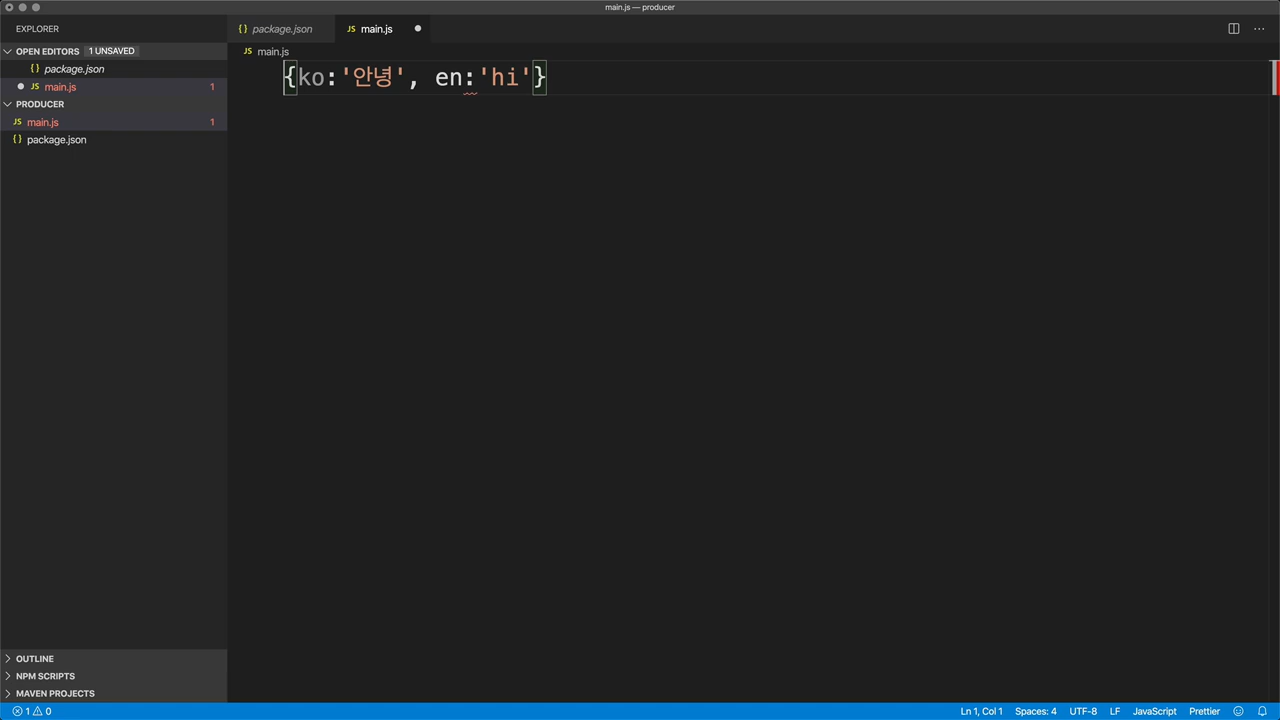 main.js — producer
EXPLORER
package.json
main.js
OPEN EDITORS 1 UNSAVED
main.js
package.json
{ko:'안녕', en:'hi'}
main.js 1
PRODUCER
main.js 1
package.json
OUTLINE
NPM SCRIPTS
MAVEN PROJECTS
1 0
Ln 1, Col 1 Spaces: 4 UTF-8 LF JavaScript Prettier